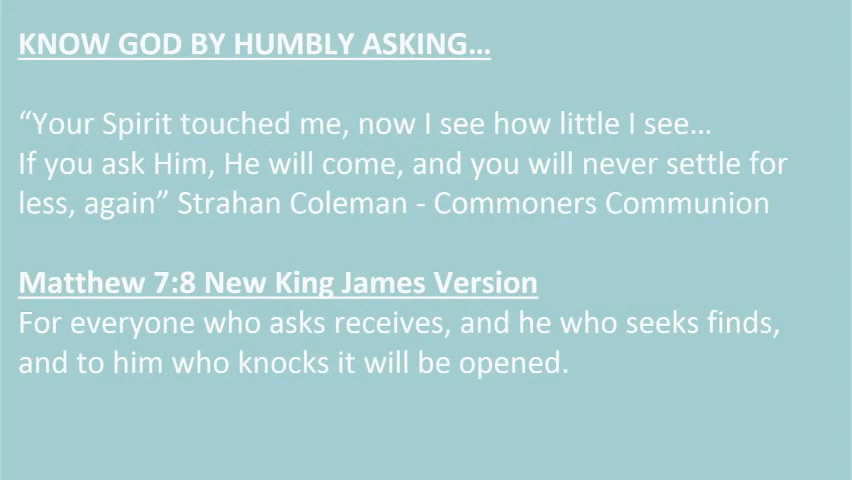 KNOW GOD BY HUMBLY ASKING…
“Your Spirit touched me, now I see how little I see…
If you ask Him, He will come, and you will never settle for
less, again” Strahan Coleman - Commoners Communion
Matthew 7:8 New King James Version
For everyone who asks receives, and he who seeks finds,
and to him who knocks it will be opened.